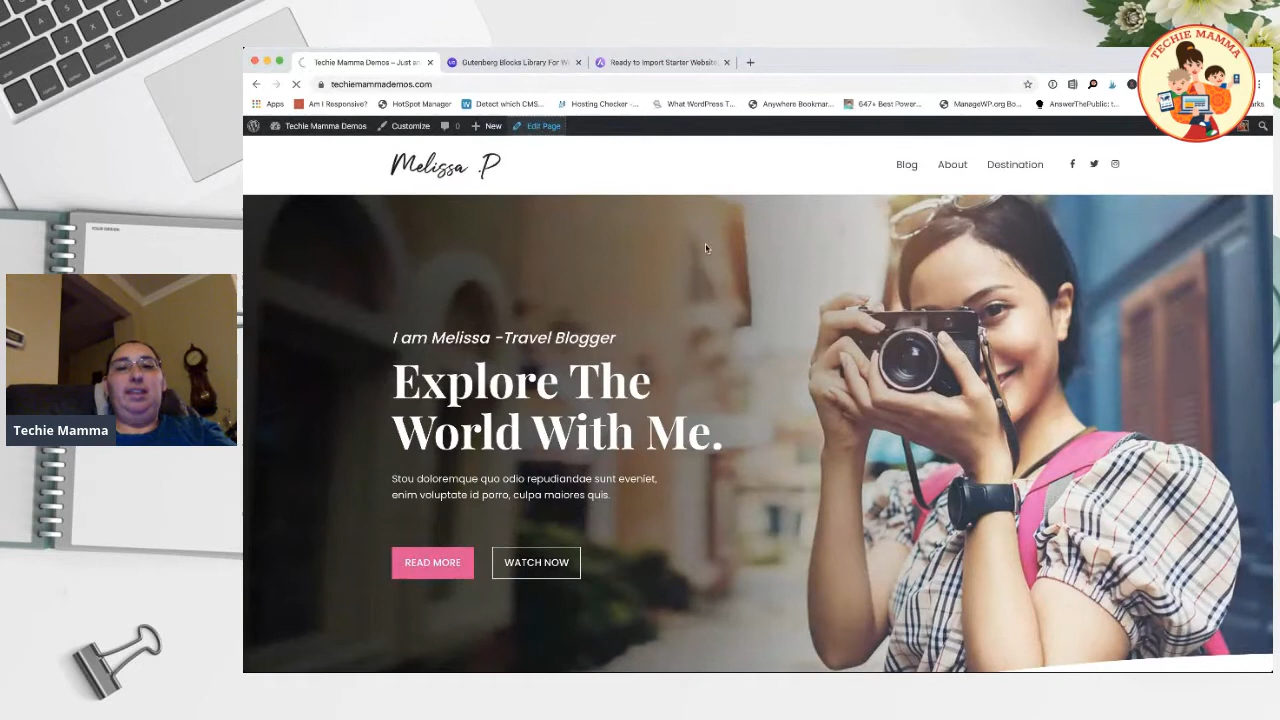 TECHIE MAMMA
Techie Mamma Demos – Just an
Gutenberg Blocks Library For W
Ready to Import Starter Website
techiemammademos.com
Apps
Am I Responsive?
HotSpot Manager
Detect which CMS...
Hosting Checker -...
What WordPress T...
Anywhere Bookmar...
647+ Best Power...
ManageWP.org Bo...
AnswerThePublic: t...
Techie Mamma Demos
Customize
0
New
Edit Page
Melissa .P
Blog
About
Destination
YOUR DESIGN
I am Melissa -Travel Blogger
Explore The
World With Me.
Stou doloremque quo odio repudiandae sunt eveniet,
enim voluptate id porro, culpa maiores quis.
READ MORE
WATCH NOW
Techie Mamma